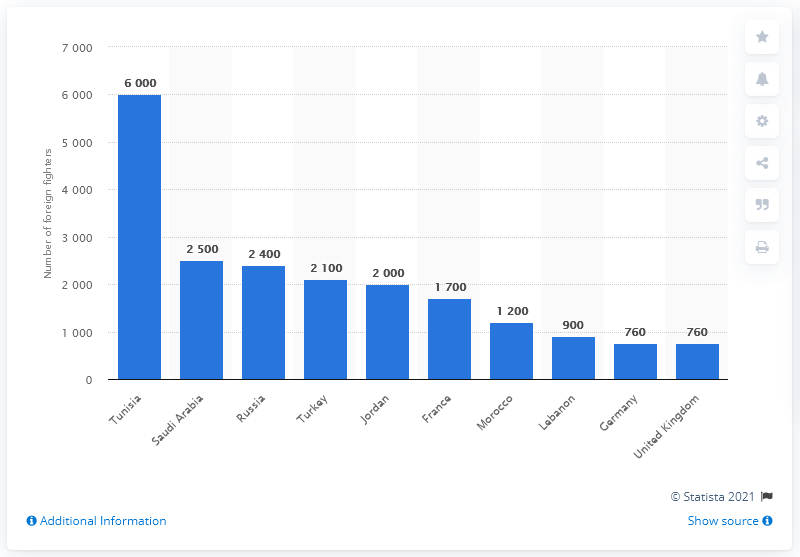 7 000
6 000
5 000
4 000
3 000
2 000
1 000
0
Number of foreign fighters
6 000
2 500
2 400
2 100
2 000
1 700
1 200
900
760
760
Tunisia
Saudi Arabia
Russia
Turkey
Jordan
France
Morocco
Lebanon
Germany
United Kingdom
© Statista 2021
Additional Information
Show source